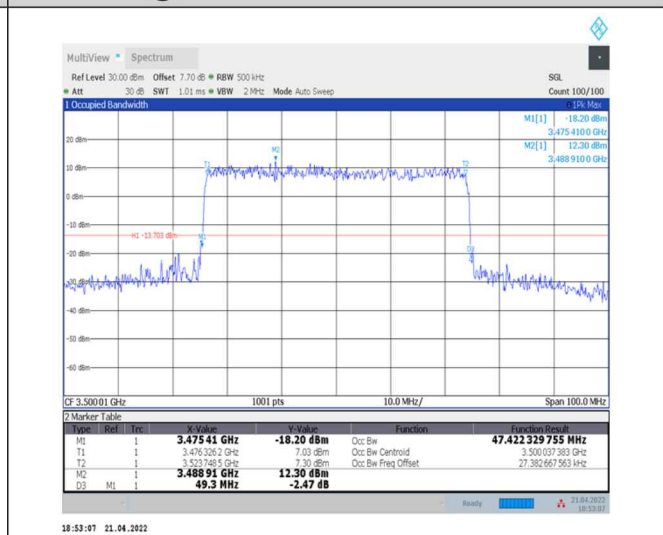 MultiView Spectrum
Ref Level 30.00 dBm Offset 7.70 dB RBW 500 kHz SGL
Att 30 dB SWT 1.01 ms VBW 2 MHz Mode Auto Sweep Count 100/100
1 Occupied Bandwidth 1Pk Max
M1[1] -18.20 dBm
3.475 410 0 GHz
M2[1] 12.30 dBm
3.488 910 0 GHz
20 dBm
M2
T1 T2
10 dBm
0 dBm
-10 dBm
H1 -13.703 dBm M1
-20 dBm
D3
-30 dBm
-40 dBm
-50 dBm
-60 dBm
CF 3.500 01 GHz 1001 pts 10.0 MHz/ Span 100.0 MHz
2 Marker Table
Type Ref Trc X-Value Y-Value Function Function Result
M1 1 3.475 41 GHz -18.20 dBm Occ Bw 47.422 329 755 MHz
T1 1 3.476 326 2 GHz 7.03 dBm Occ Bw Centroid 3.500 037 383 GHz
T2 1 3.523 748 5 GHz 7.30 dBm Occ Bw Freq Offset 27.382 667 563 kHz
M2 1 3.488 91 GHz 12.30 dBm
D3 M1 1 49.3 MHz -2.47 dB
Ready 21.04.2022
18:53:07
18:53:07 21.04.2022